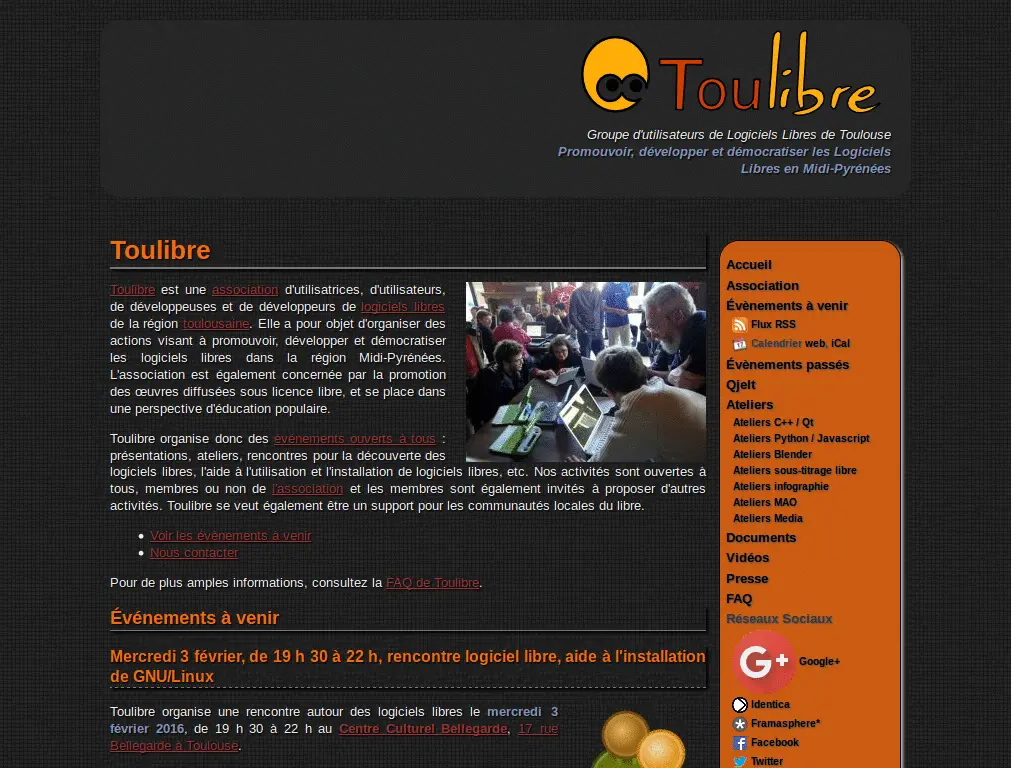 Toulibre
Groupe d'utilisateurs de Logiciels Libres de Toulouse
Promouvoir, développer et démocratiser les Logiciels
Libres en Midi-Pyrénées
Toulibre
Toulibre est une association d'utilisatrices, d'utilisateurs,
de développeuses et de développeurs de logiciels libres
de la région toulousaine. Elle a pour objet d'organiser des
actions visant à promouvoir, développer et démocratiser
les logiciels libres dans la région Midi-Pyrénées.
L'association est également concernée par la promotion
des œuvres diffusées sous licence libre, et se place dans
une perspective d'éducation populaire.
Toulibre organise donc des événements ouverts à tous :
présentations, ateliers, rencontres pour la découverte des
logiciels libres, l'aide à l'utilisation et l'installation de logiciels libres, etc. Nos activités sont ouvertes à
tous, membres ou non de l'association et les membres sont également invités à proposer d'autres
activités. Toulibre se veut également être un support pour les communautés locales du libre.
Voir les évènements à venir
Nous contacter
Pour de plus amples informations, consultez la FAQ de Toulibre.
Événements à venir
Mercredi 3 février, de 19 h 30 à 22 h, rencontre logiciel libre, aide à l'installation
de GNU/Linux
Toulibre organise une rencontre autour des logiciels libres le mercredi 3
février 2016, de 19 h 30 à 22 h au Centre Culturel Bellegarde, 17 rue
Bellegarde à Toulouse.
Accueil
Association
Évènements à venir
Flux RSS
Calendrier web, iCal
Évènements passés
Qjelt
Ateliers
Ateliers C++ / Qt
Ateliers Python / Javascript
Ateliers Blender
Ateliers sous-titrage libre
Ateliers infographie
Ateliers MAO
Ateliers Media
Documents
Vidéos
Presse
FAQ
Réseaux Sociaux
G+ Google+
Identica
Framasphere*
Facebook
Twitter